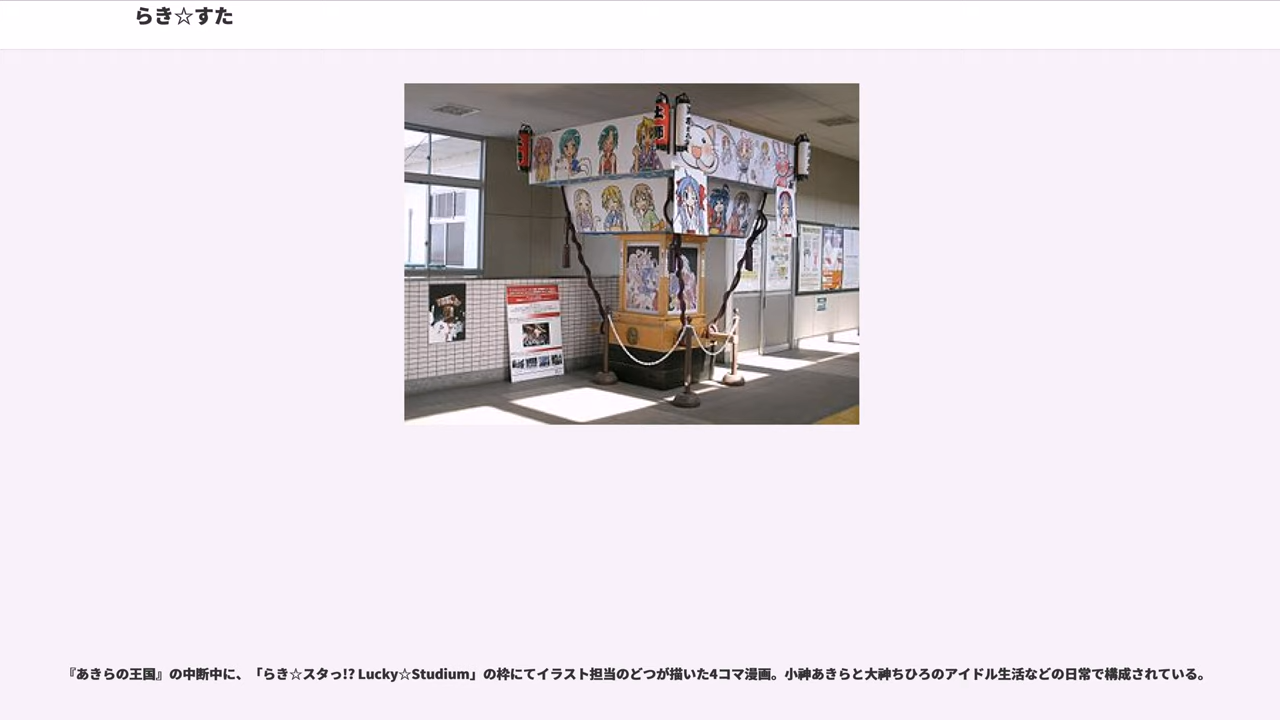 らき☆すた
『あきらの王国』の中断中に、「らき☆スタっ!? Lucky☆Studium」の枠にてイラスト担当のどつが描いた4コマ漫画。小神あきらと大神ちひろのアイドル生活などの日常で構成されている。